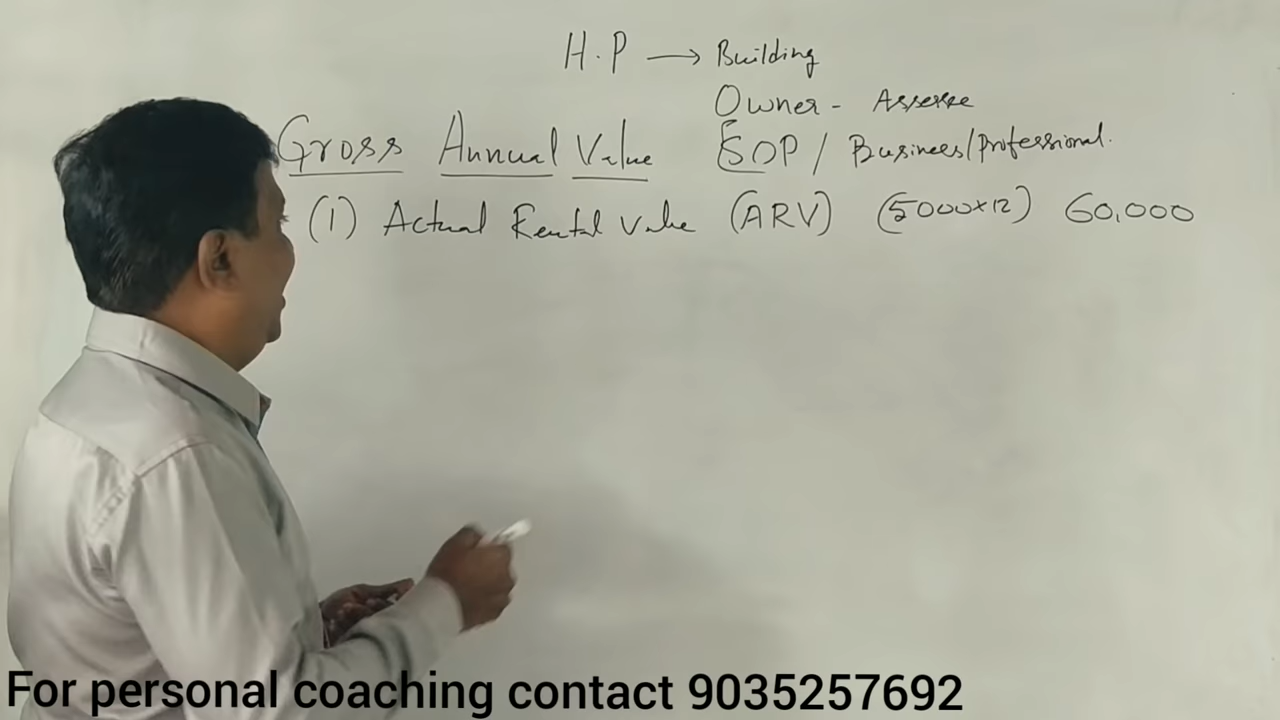 H.P → Building
Owner - Assessee
Gross Annual Value SOP / Business/Professional.
(1) Actual Rental Value (ARV) (5000×12) 60,000
For personal coaching contact 9035257692